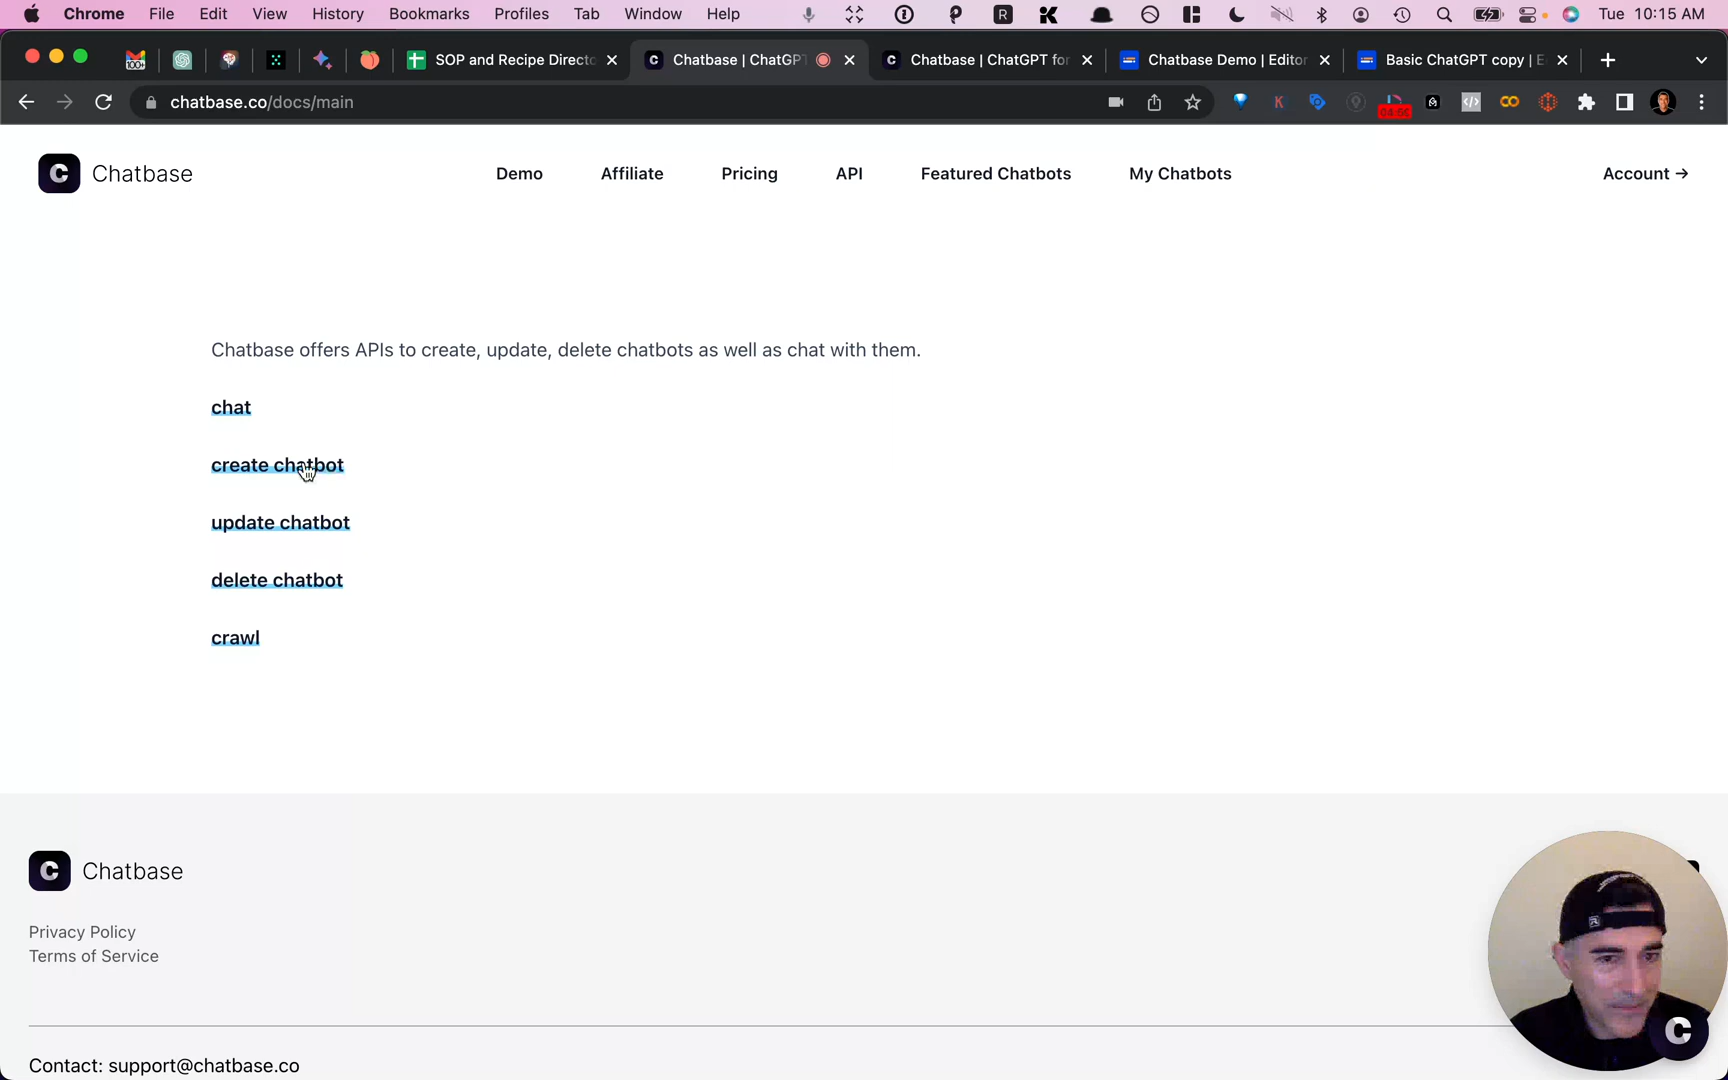 Chrome File Edit View History Bookmarks Profiles Tab Window Help Tue 10:15 AM
SOP and Recipe Directo Chatbase | ChatGP Chatbase | ChatGPT for Chatbase Demo | Editor Basic ChatGPT copy | E
chatbase.co/docs/main
C Chatbase Demo Affiliate Pricing API Featured Chatbots My Chatbots Account →
Chatbase offers APIs to create, update, delete chatbots as well as chat with them.
chat
create chatbot
update chatbot
delete chatbot
crawl
C Chatbase
Privacy Policy
Terms of Service
C
Contact: support@chatbase.co